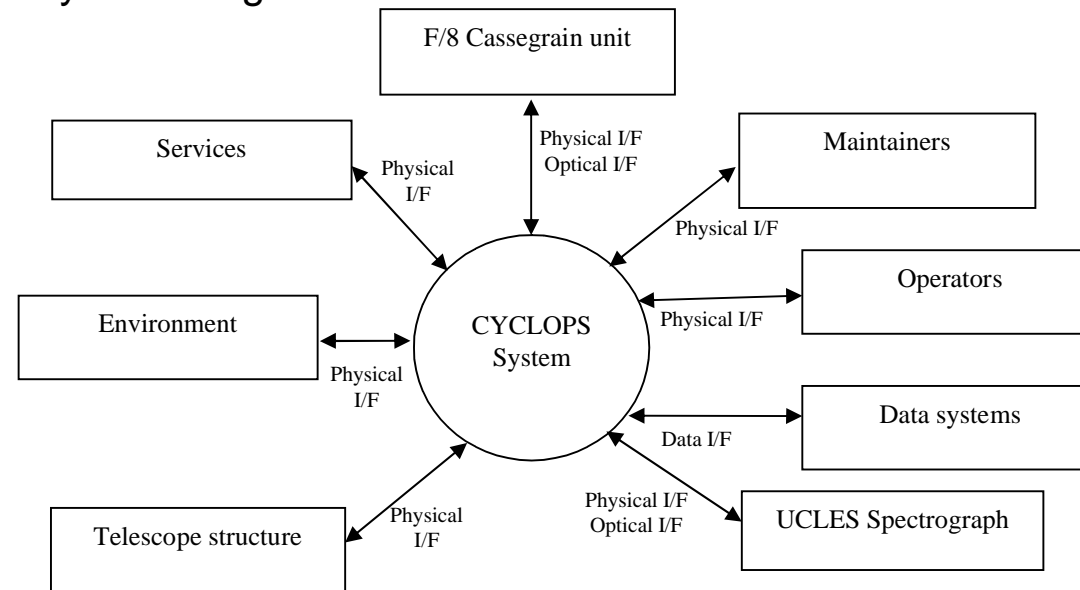 F/8 Cassegrain unit
Services
Physical
I/F
Physical I/F
Optical I/F
Maintainers
Physical I/F
Operators
Physical I/F
Environment
Physical
I/F
CYCLOPS
System
Data systems
Data I/F
Telescope structure
Physical
I/F
Physical I/F
Optical I/F
UCLES Spectrograph